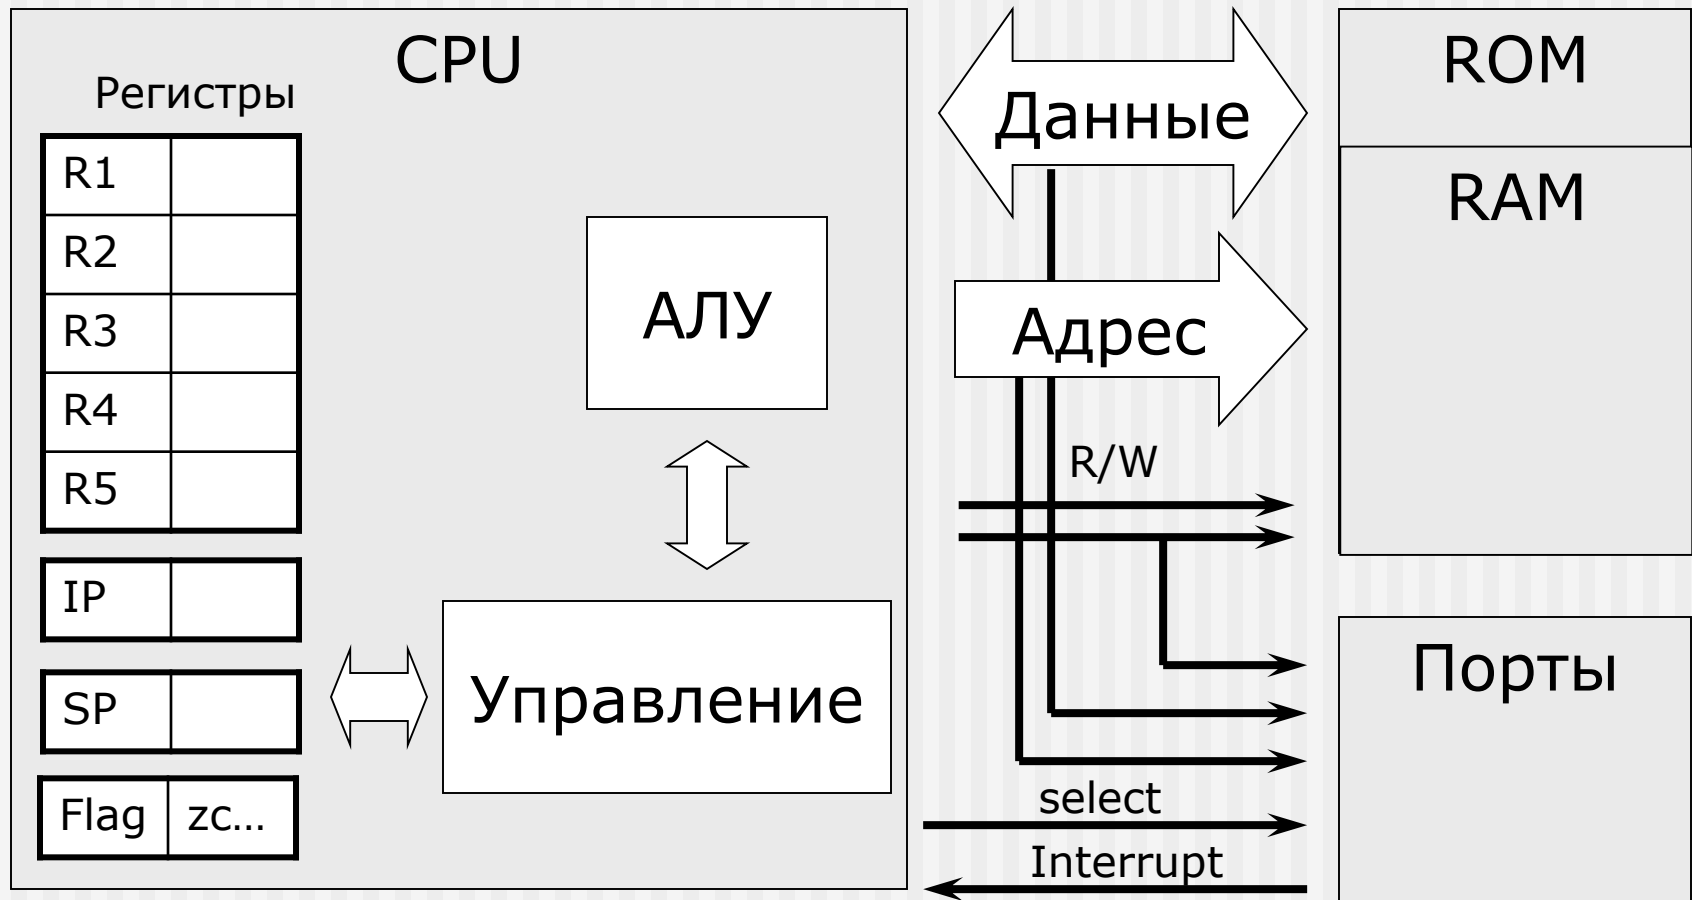 CPU
Регистры
R1
R2
R3
R4
R5
IP
SP
Flag zc...
АЛУ
Управление
Данные
Адрес
R/W
select
Interrupt
ROM
RAM
Порты